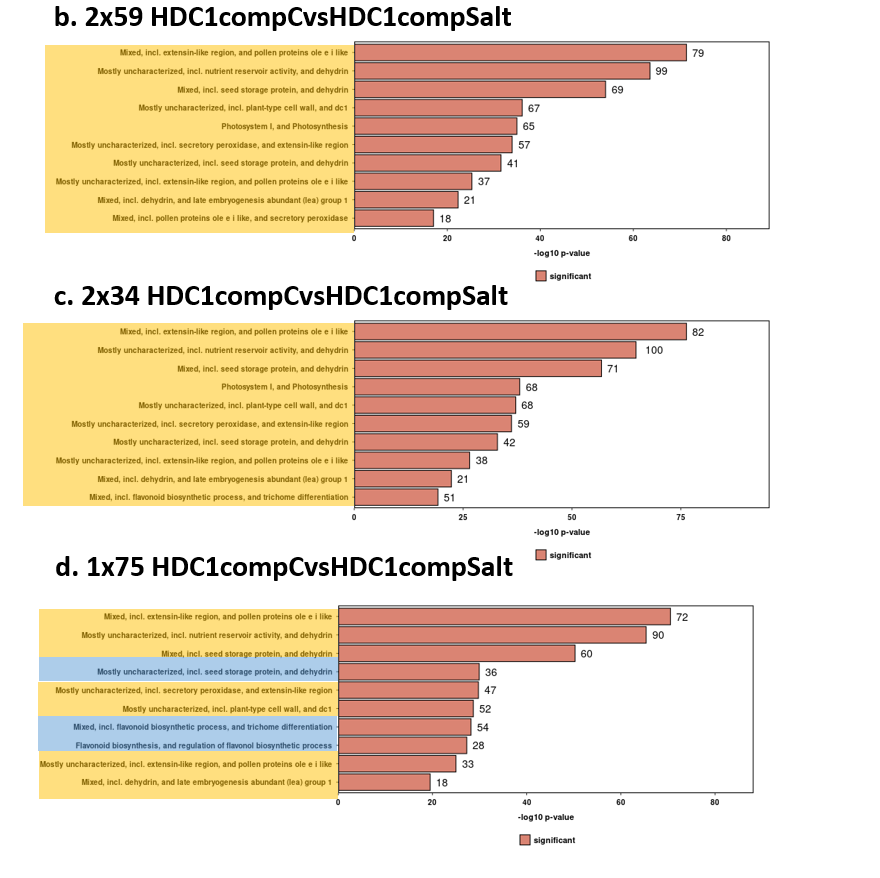 b. 2x59 HDC1compCvsHDC1compSalt
Mixed, incl. extensin-like region, and pollen proteins ole e i like 79
Mostly uncharacterized, incl. nutrient reservoir activity, and dehydrin 99
Mixed, incl. seed storage protein, and dehydrin 69
Mostly uncharacterized, incl. plant-type cell wall, and dc1 67
Photosystem I, and Photosynthesis 65
Mostly uncharacterized, incl. secretory peroxidase, and extensin-like region 57
Mostly uncharacterized, incl. seed storage protein, and dehydrin 41
Mostly uncharacterized, incl. extensin-like region, and pollen proteins ole e i like 37
Mixed, incl. dehydrin, and late embryogenesis abundant (lea) group 1 21
Mixed, incl. pollen proteins ole e i like, and secretory peroxidase 18
0 20 40 60 80
-log10 p-value
significant
c. 2x34 HDC1compCvsHDC1compSalt
Mixed, incl. extensin-like region, and pollen proteins ole e i like 82
Mostly uncharacterized, incl. nutrient reservoir activity, and dehydrin 100
Mixed, incl. seed storage protein, and dehydrin 71
Photosystem I, and Photosynthesis 68
Mostly uncharacterized, incl. plant-type cell wall, and dc1 68
Mostly uncharacterized, incl. secretory peroxidase, and extensin-like region 59
Mostly uncharacterized, incl. seed storage protein, and dehydrin 42
Mostly uncharacterized, incl. extensin-like region, and pollen proteins ole e i like 38
Mixed, incl. dehydrin, and late embryogenesis abundant (lea) group 1 21
Mixed, incl. flavonoid biosynthetic process, and trichome differentiation 51
0 25 50 75
-log10 p-value
significant
d. 1x75 HDC1compCvsHDC1compSalt
Mixed, incl. extensin-like region, and pollen proteins ole e i like 72
Mostly uncharacterized, incl. nutrient reservoir activity, and dehydrin 90
Mixed, incl. seed storage protein, and dehydrin 60
Mostly uncharacterized, incl. seed storage protein, and dehydrin 36
Mostly uncharacterized, incl. secretory peroxidase, and extensin-like region 47
Mostly uncharacterized, incl. plant-type cell wall, and dc1 52
Mixed, incl. flavonoid biosynthetic process, and trichome differentiation 54
Flavonoid biosynthesis, and regulation of flavonol biosynthetic process 28
Mostly uncharacterized, incl. extensin-like region, and pollen proteins ole e i like 33
Mixed, incl. dehydrin, and late embryogenesis abundant (lea) group 1 18
0 20 40 60 80
-log10 p-value
significant